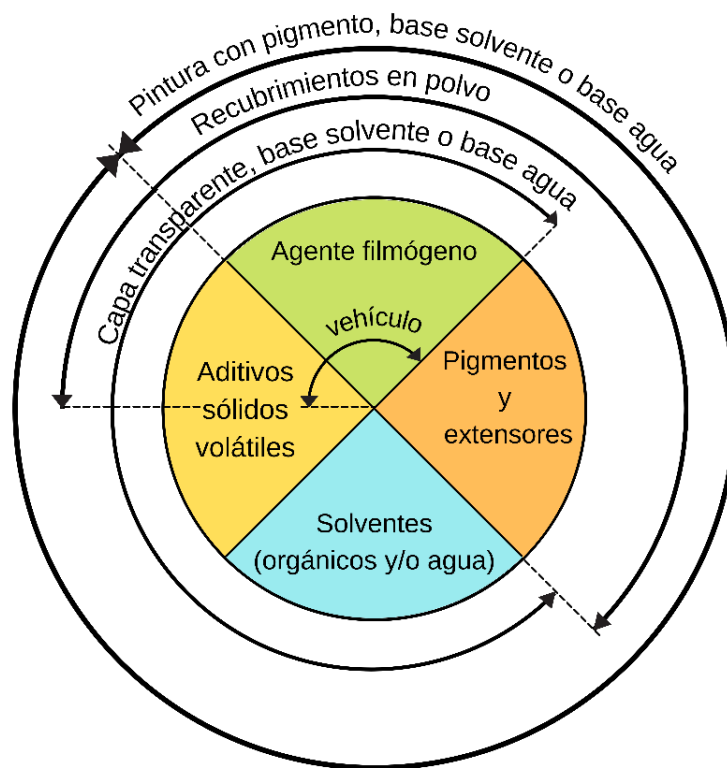 Pintura con pigmento, base solvente o base agua
Recubrimientos en polvo
Capa transparente, base solvente o base agua
Agente filmógeno
vehículo
Aditivos
sólidos
volátiles
Pigmentos
y
extensores
Solventes
(orgánicos y/o agua)